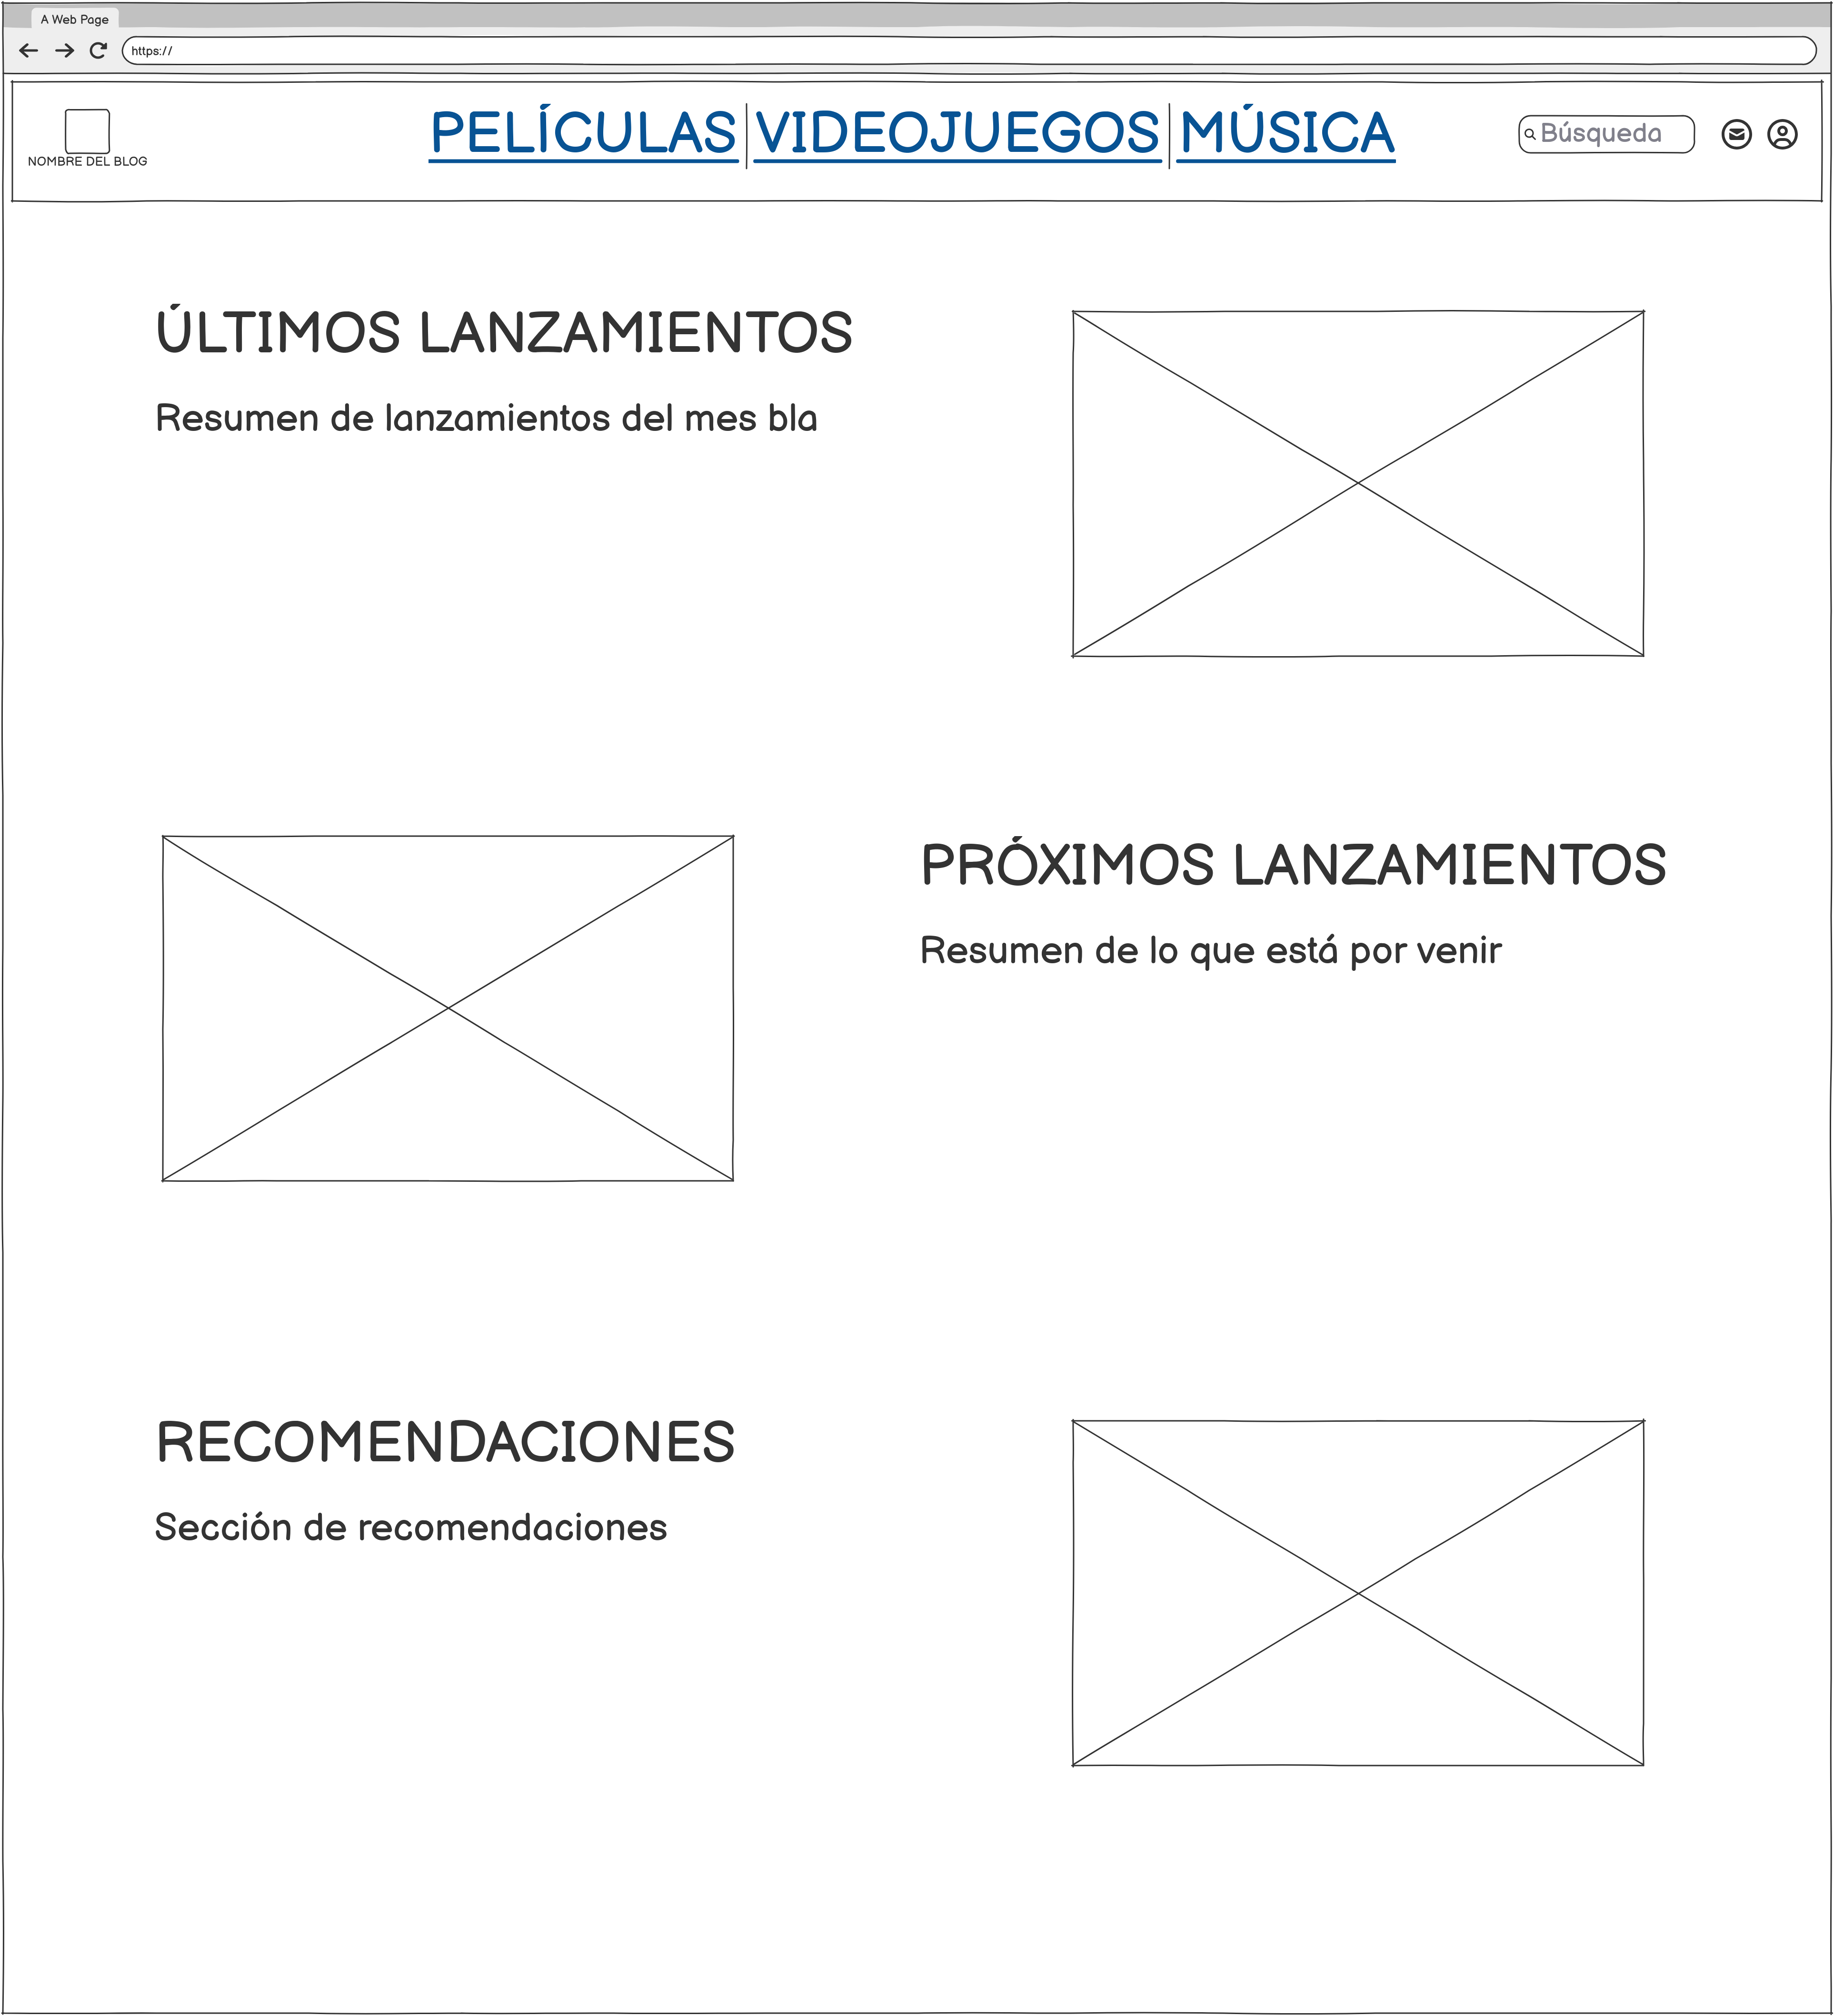 A Web Page
https://
NOMBRE DEL BLOG
PELÍCULAS VIDEOJUEGOS MÚSICA
Búsqueda
ÚLTIMOS LANZAMIENTOS
Resumen de lanzamientos del mes bla
PRÓXIMOS LANZAMIENTOS
Resumen de lo que está por venir
RECOMENDACIONES
Sección de recomendaciones